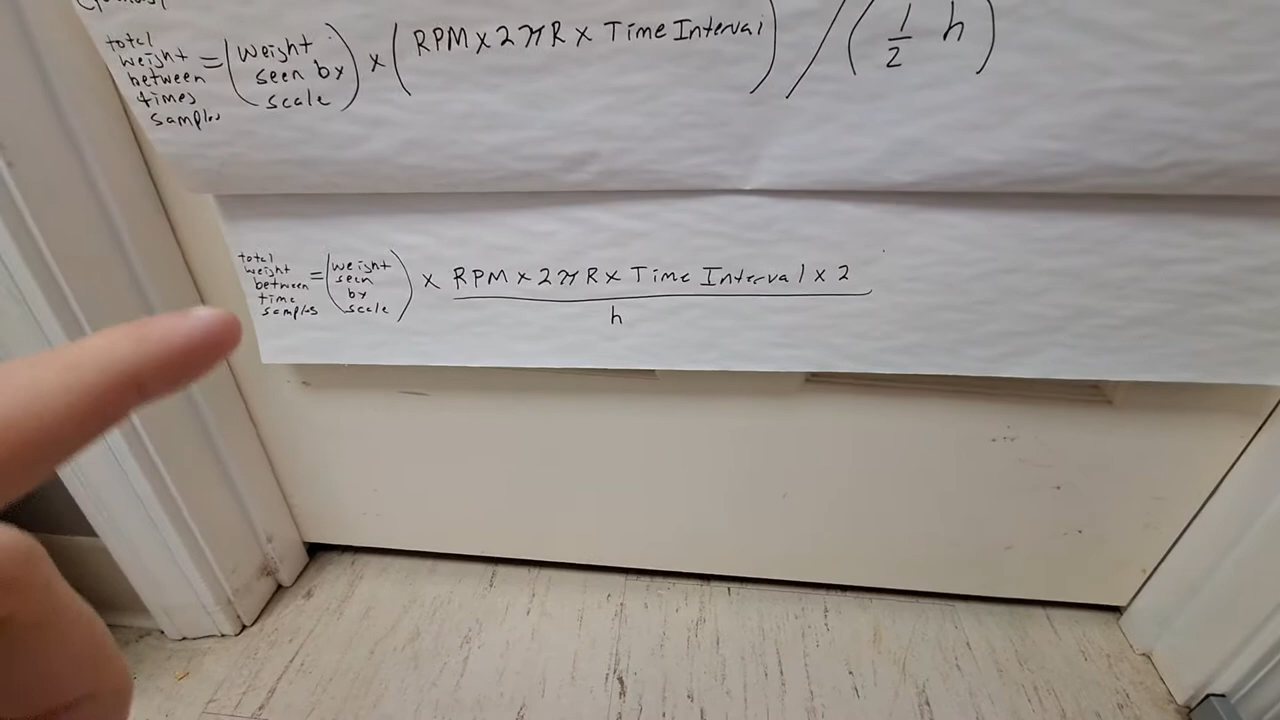 total
weight
between
times
samples
= (weight seen by scale) × (RPM × 2πR × Time Interval) / (1/2 h)
total
weight
between
time
samples
= (weight seen by scale) × RPM × 2πR × Time Interval × 2
h